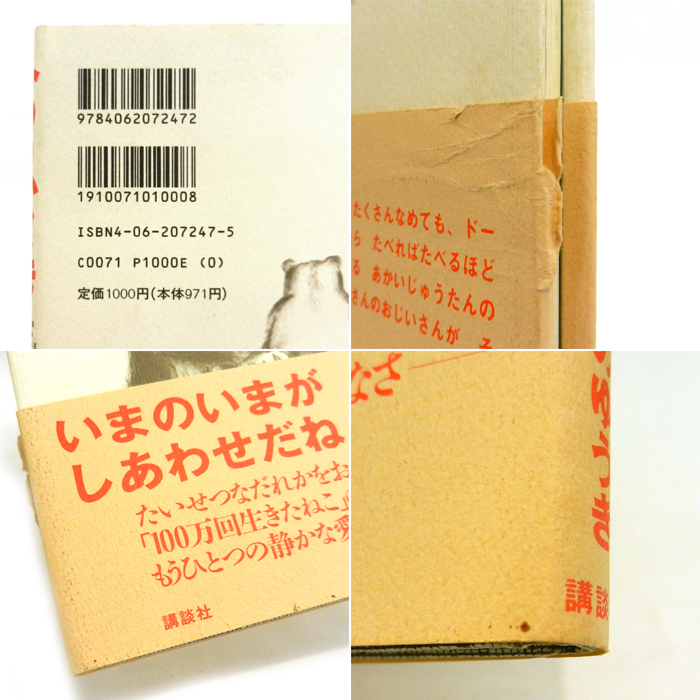 9784062072472
1910071010008
ISBN4-06-207247-5
C0071 P1000E (0)
定価1000円(本体971円)
たくさんなめても、ドー
ら たべればたべるほど
る あかいじゅうたんの
さんのおじいさんが そ
いまのいまが
しあわせだね
たいせつなだれかをお
「100万回生きたねこ」
もうひとつの静かな愛
講談社
なさ
講談